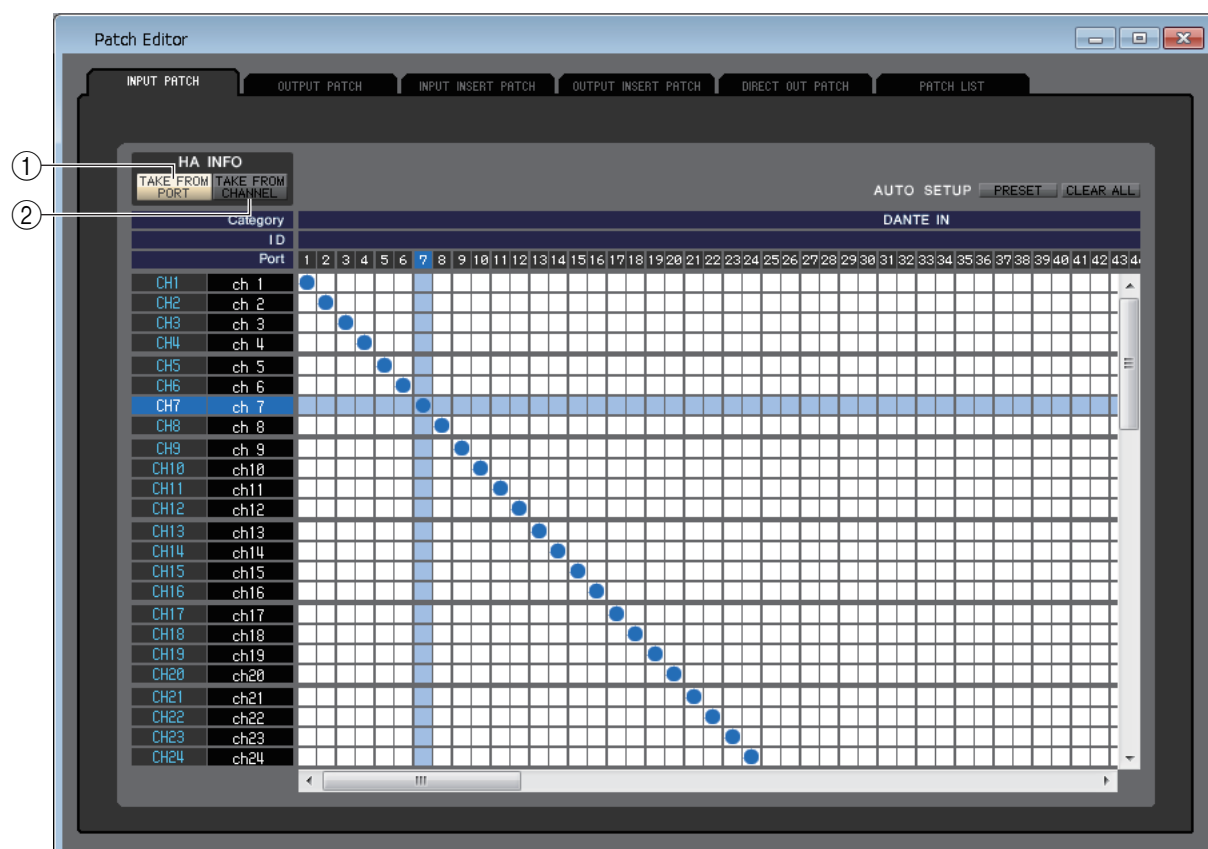 Patch Editor
INPUT PATCH
OUTPUT PATCH
INPUT INSERT PATCH
OUTPUT INSERT PATCH
DIRECT OUT PATCH
PATCH LIST
1
2
HA INFO
TAKE FROM PORT
TAKE FROM CHANNEL
AUTO SETUP PRESET CLEAR ALL
Category DANTE IN
ID
Port 1 2 3 4 5 6 7 8 9 10 11 12 13 14 15 16 17 18 19 20 21 22 23 24 25 26 27 28 29 30 31 32 33 34 35 36 37 38 39 40 41 42 43
CH1 ch 1
CH2 ch 2
CH3 ch 3
CH4 ch 4
CH5 ch 5
CH6 ch 6
CH7 ch 7
CH8 ch 8
CH9 ch 9
CH10 ch10
CH11 ch11
CH12 ch12
CH13 ch13
CH14 ch14
CH15 ch15
CH16 ch16
CH17 ch17
CH18 ch18
CH19 ch19
CH20 ch20
CH21 ch21
CH22 ch22
CH23 ch23
CH24 ch24